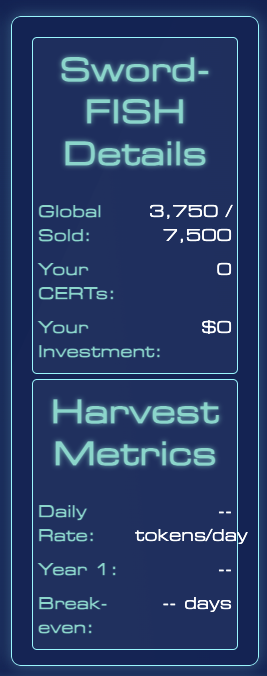 Sword-
FISH
Details
Global 3,750 /
Sold: 7,500
Your 0
CERTs:
Your $0
Investment:
Harvest
Metrics
Daily --
Rate: tokens/day
Year 1: --
Break- -- days
even: